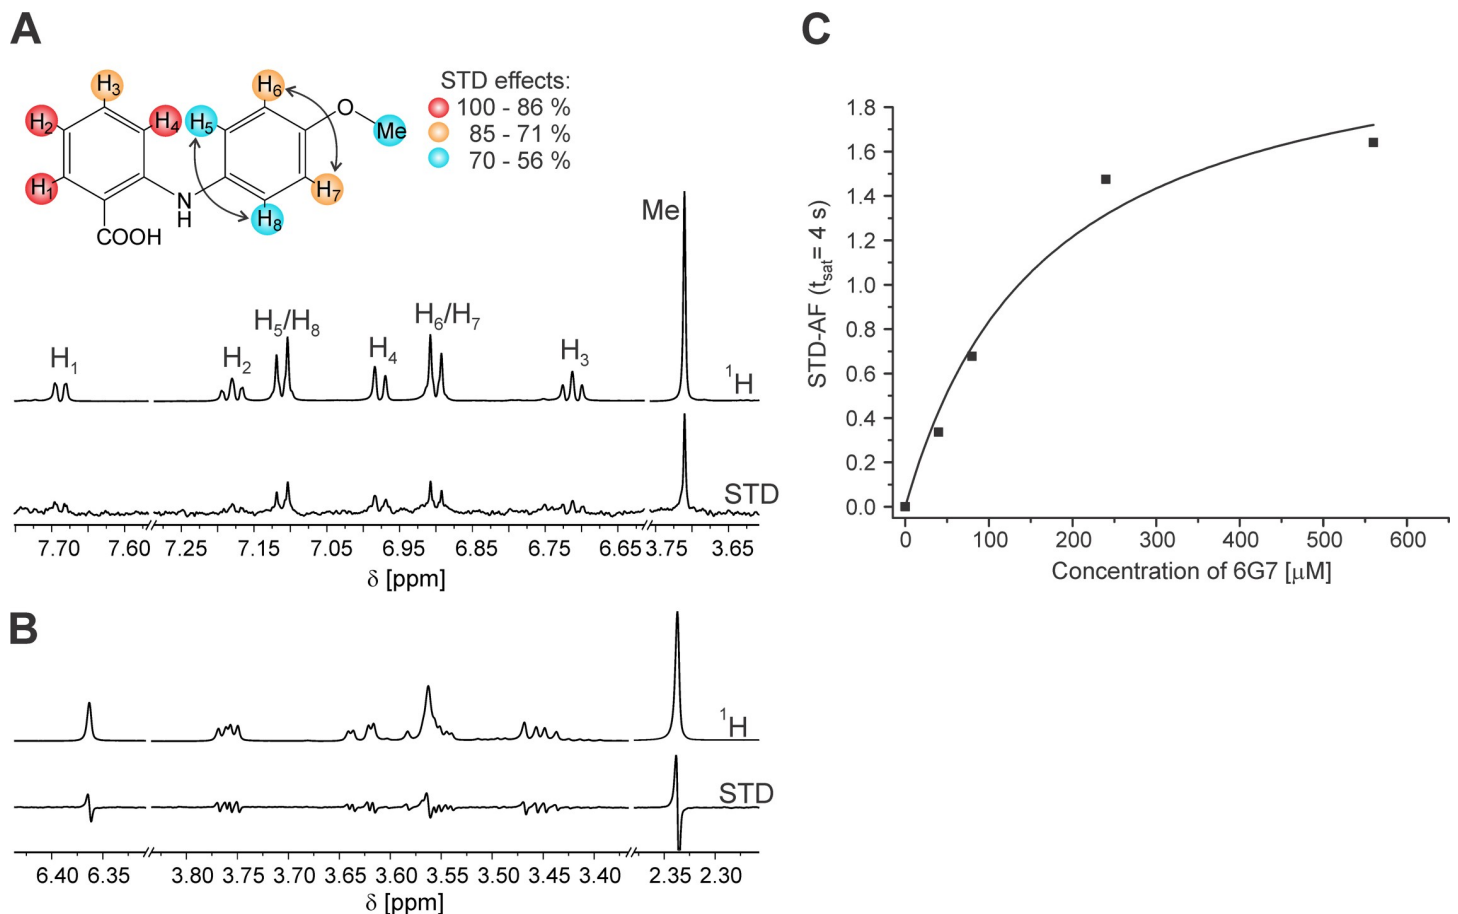 A
STD effects:
100 - 86 %
85 - 71 %
70 - 56 %
H3
H2
H4
H5
H6
O
Me
H1
N
H
H7
H8
COOH
Me
H1
H2
H5/H8
H4
H6/H7
H3
1H
STD
7.70 7.60 7.25 7.15 7.05 6.95 6.85 6.75 6.65 3.75 3.65
δ [ppm]
B
1H
STD
6.40 6.35 3.80 3.75 3.70 3.65 3.60 3.55 3.50 3.45 3.40 2.35 2.30
δ [ppm]
C
STD-AF (tsat= 4 s)
1.8
1.6
1.4
1.2
1.0
0.8
0.6
0.4
0.2
0.0
0 100 200 300 400 500 600
Concentration of 6G7 [μM]